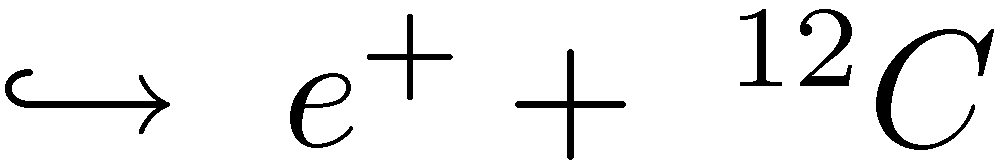 ↪ e⁺ + ¹²C